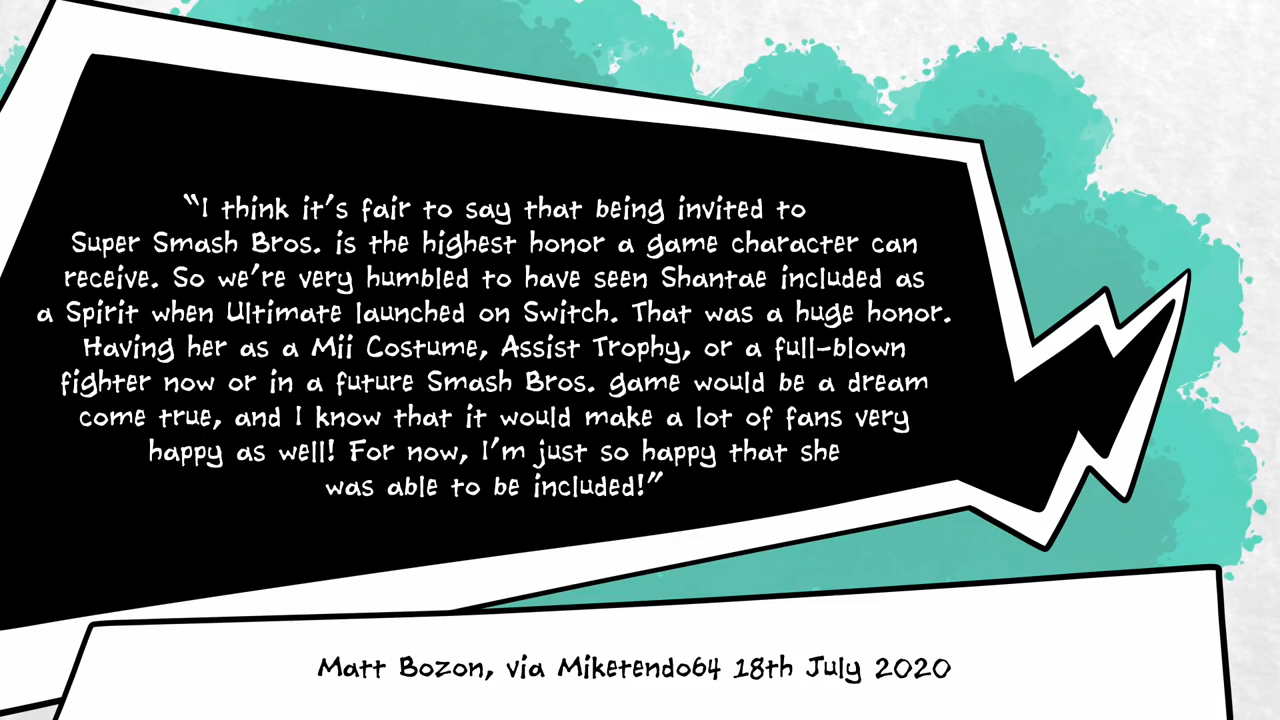 “I think it’s fair to say that being invited to
Super Smash Bros. is the highest honor a game character can
receive. So we’re very humbled to have seen Shantae included as
a Spirit when Ultimate launched on Switch. That was a huge honor.
Having her as a Mii Costume, Assist Trophy, or a full-blown
fighter now or in a future Smash Bros. game would be a dream
come true, and I know that it would make a lot of fans very
happy as well! For now, I’m just so happy that she
was able to be included!”
Matt Bozon, via Miketendo64 18th July 2020